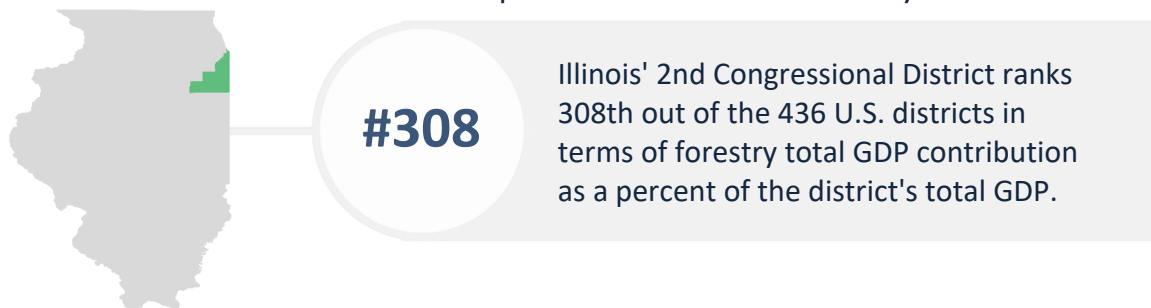 #308
Illinois' 2nd Congressional District ranks
308th out of the 436 U.S. districts in
terms of forestry total GDP contribution
as a percent of the district's total GDP.